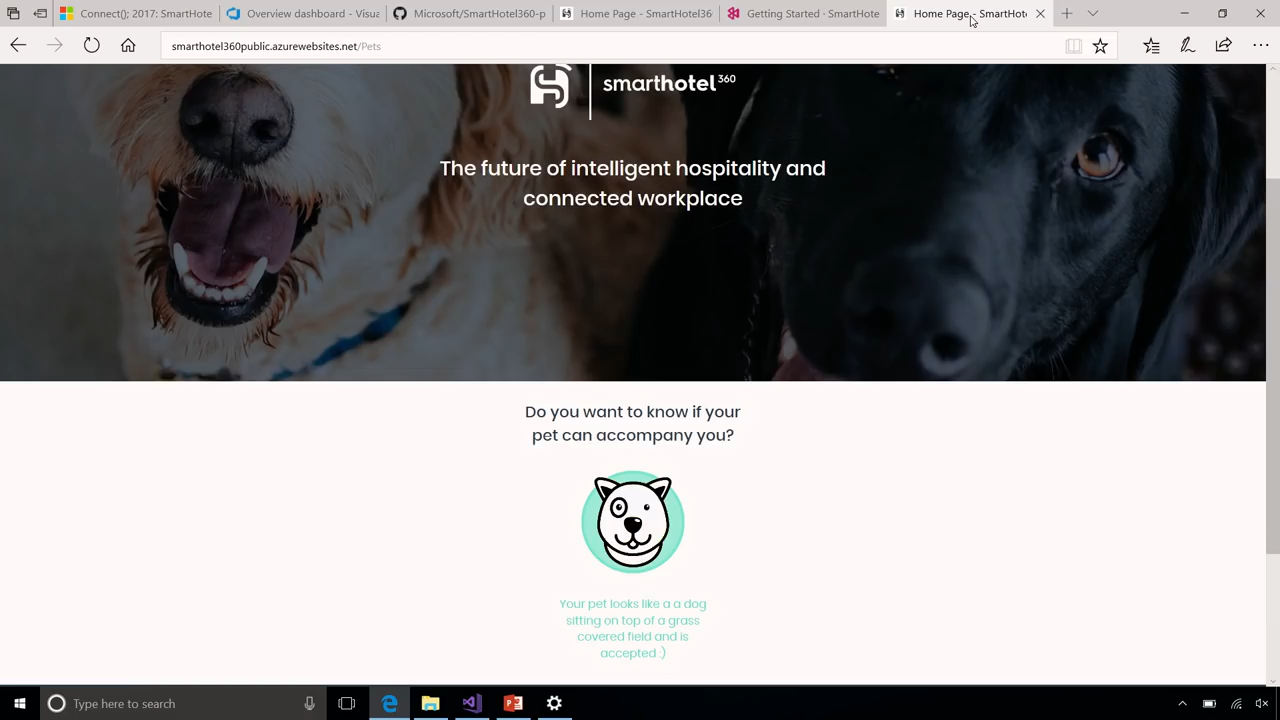 Connect(); 2017: SmartHote
Overview dashboard - Visua
Microsoft/SmartHotel360-p
Home Page - SmartHotel36
Getting Started · SmartHote
Home Page - SmartHote
smarthotel360public.azurewebsites.net/Pets
smarthotel360
The future of intelligent hospitality and
connected workplace
Do you want to know if your
pet can accompany you?
Your pet looks like a a dog
sitting on top of a grass
covered field and is
accepted :)
Type here to search